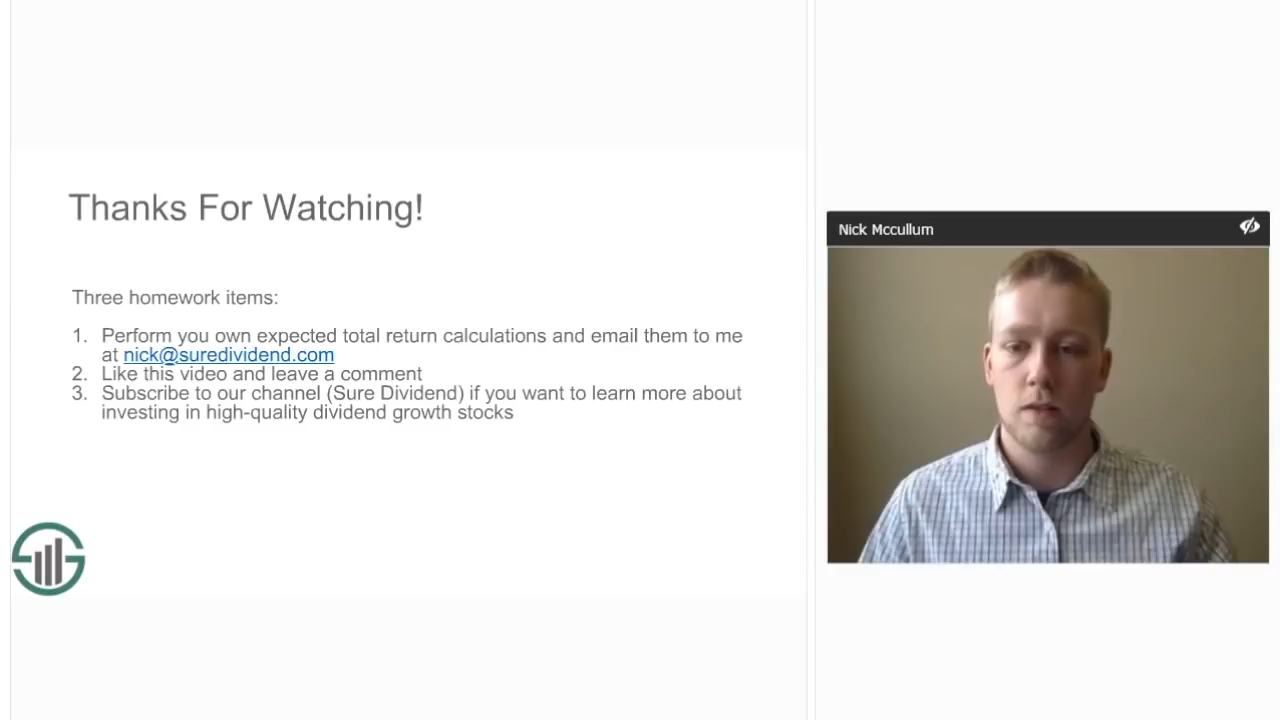 Thanks For Watching!
Three homework items:
1. Perform you own expected total return calculations and email them to me
at nick@suredividend.com
2. Like this video and leave a comment
3. Subscribe to our channel (Sure Dividend) if you want to learn more about
investing in high-quality dividend growth stocks
Nick Mccullum